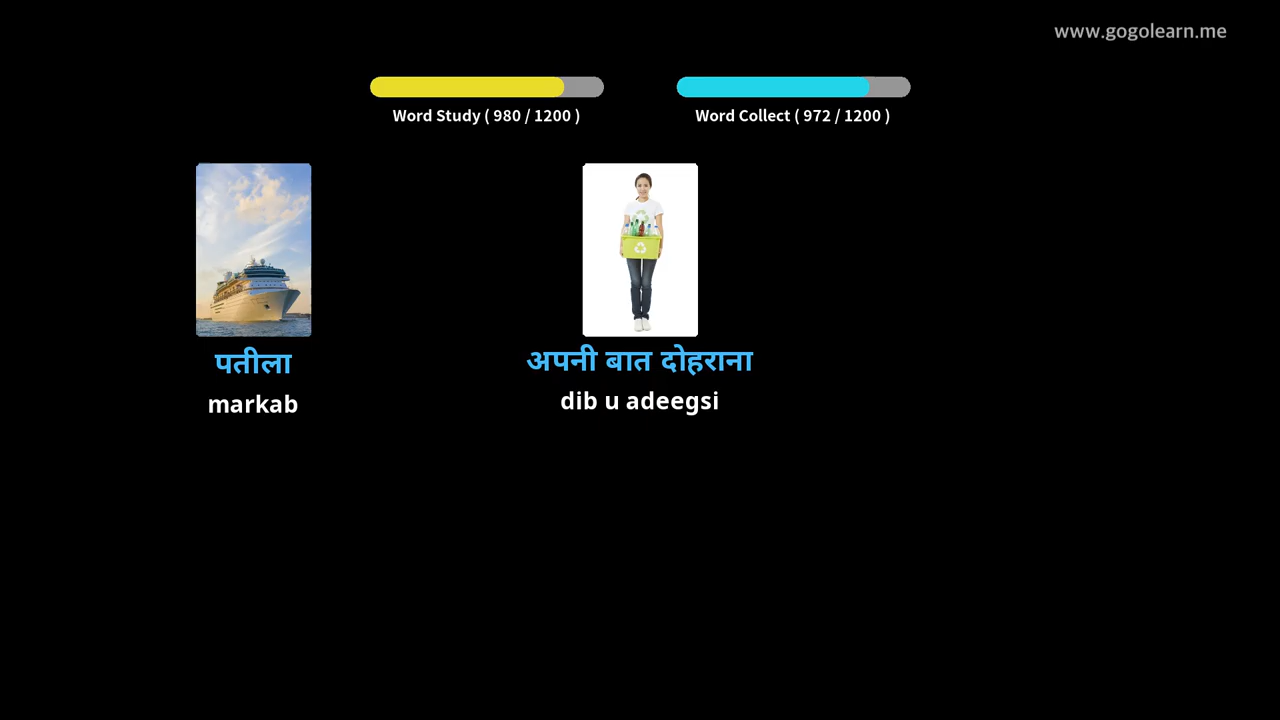 www.gogolearn.me
Word Study ( 980 / 1200 )
Word Collect ( 972 / 1200 )
पतीला
markab
अपनी बात दोहराना
dib u adeegsi